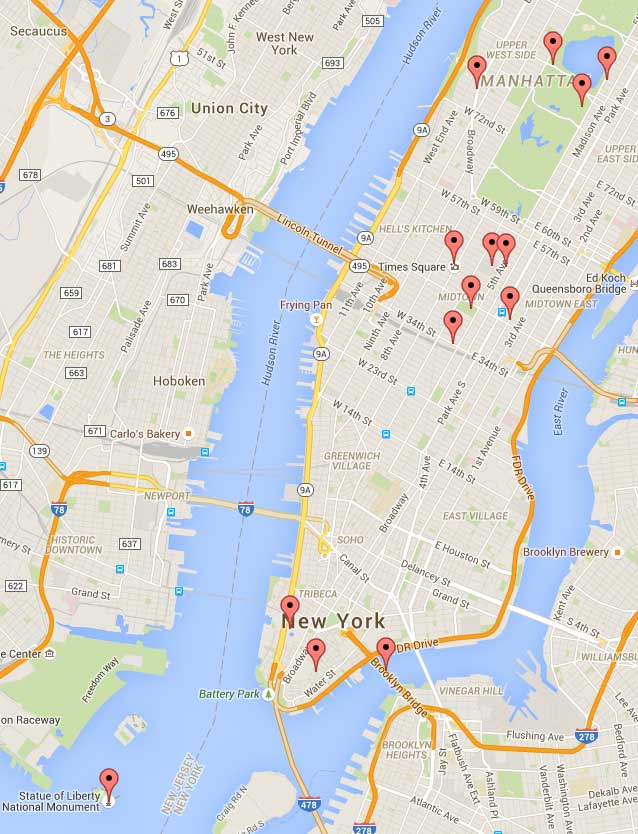 Secaucus
505
West St
John F. Kennedy
Park Ave
Hudson River
West New
York
51st St
1
693
UPPER
WEST SIDE
MANHATTA
Union City
Port Imperial Blvd
676
3
Park Ave
9A
W 72nd St
Madison Ave
Park Ave
495
West End Ave
Broadway
UPPER
EAST SIDE
678
501
W 57th St
E 72nd St
Weehawken
Lincoln Tunnel
HELL'S KITCHEN
W 59th St
3rd Ave
2nd Ave
Summit Ave
9A
E 60th St
E 57th St
681
683
495
Times Square
5th Ave
Ed Koch
Queensboro Bridge
659
670
Park Ave
11th Ave
10th Ave
MIDTOWN
MIDTOWN EAST
Frying Pan
Palisade Ave
617
Ninth Ave
8th Ave
W 34th St
3rd Ave
THE HEIGHTS
Hudson River
9A
E 34th St
HUN
663
Hoboken
W 23rd St
Park Ave S
W 14th St
East River
671
Carlo's Bakery
1st Avenue
139
GREENWICH
VILLAGE
4th Ave
E 14th St
FDR Drive
617
NEWPORT
9A
Broadway
78
78
EAST VILLAGE
HISTORIC
DOWNTOWN
637
SOHO
E Houston St
Brooklyn Brewery
mery St
Canal St
Delancey St
622
Grand St
TRIBECA
Grand St
Kent Ave
New York
S 4th St
e Center
FDR Drive
WILLIAMSBU
Freedom Way
Broadway
Water St
Battery Park
Brooklyn Bridge
VINEGAR HILL
on Raceway
Flushing Ave
278
Lee Ave
BROOKLYN
HEIGHTS
Jay St
Flatbush Ave Ext
Ashland Pl
Vanderbilt Ave
Washington Ave
Bedford Ave
Lafayette Ave
Statue of Liberty
National Monument
NEW JERSEY
NEW YORK
478
Dekalb Ave
Craig Rd N
Atlantic Ave
278